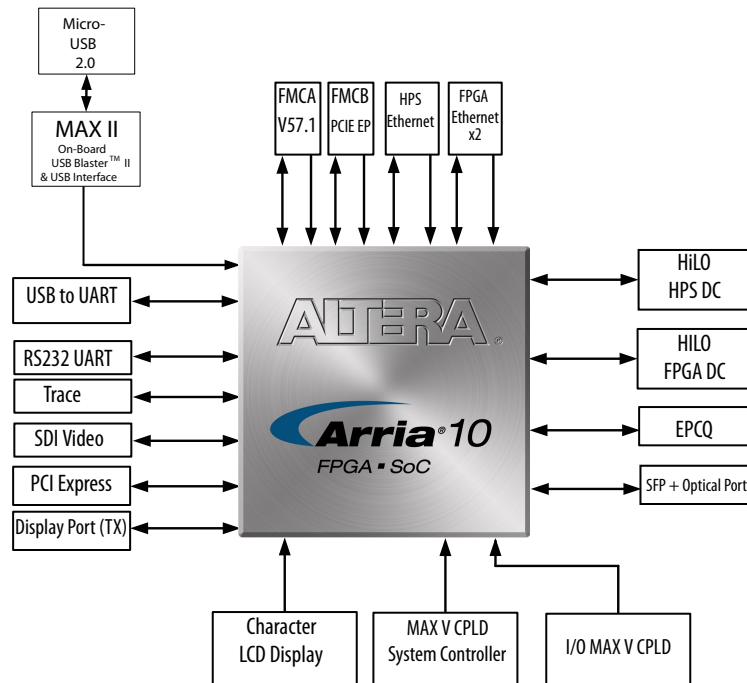 Micro-
USB
2.0
MAX II
On-Board
USB Blaster™ II
& USB Interface
FMCA
V57.1
FMCB
PCIE EP
HPS
Ethernet
FPGA
Ethernet
x2
USB to UART
RS232 UART
Trace
SDI Video
PCI Express
Display Port (TX)
ALTERA®
Arria® 10
FPGA ▪ SoC
HiLO
HPS DC
HILO
FPGA DC
EPCQ
SFP + Optical Port
Character
LCD Display
MAX V CPLD
System Controller
I/O MAX V CPLD